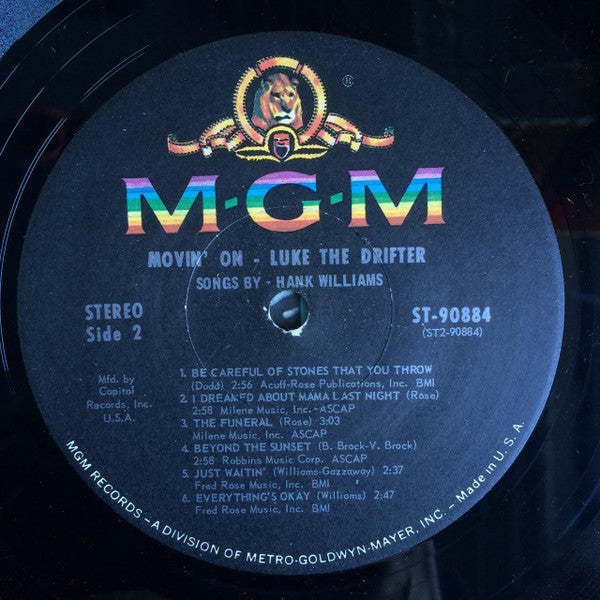 ®
M·G·M
MOVIN' ON - LUKE THE DRIFTER
SONGS BY - HANK WILLIAMS
STEREO
Side 2
ST-90884
(ST2-90884)
Mfd. by
Capitol
Records, Inc.
U.S.A.
1. BE CAREFUL OF STONES THAT YOU THROW
(Dodd) 2:56 Acuff-Rose Publications, Inc. BMI
2. I DREAMED ABOUT MAMA LAST NIGHT (Rose)
2:58 Milene Music, Inc. -ASCAP
3. THE FUNERAL (Rose) 3:03
Milene Music, Inc. ASCAP
4. BEYOND THE SUNSET (B. Brock-V. Brock)
2:58 Robbins Music Corp. ASCAP
5. JUST WAITIN' (Williams-Gazzaway) 2:37
Fred Rose Music, Inc. BMI
6. EVERYTHING'S OKAY (Williams) 2:47
Fred Rose Music, Inc. BMI
MGM RECORDS – A DIVISION OF METRO-GOLDWYN-MAYER, INC. – Made in U.S.A.